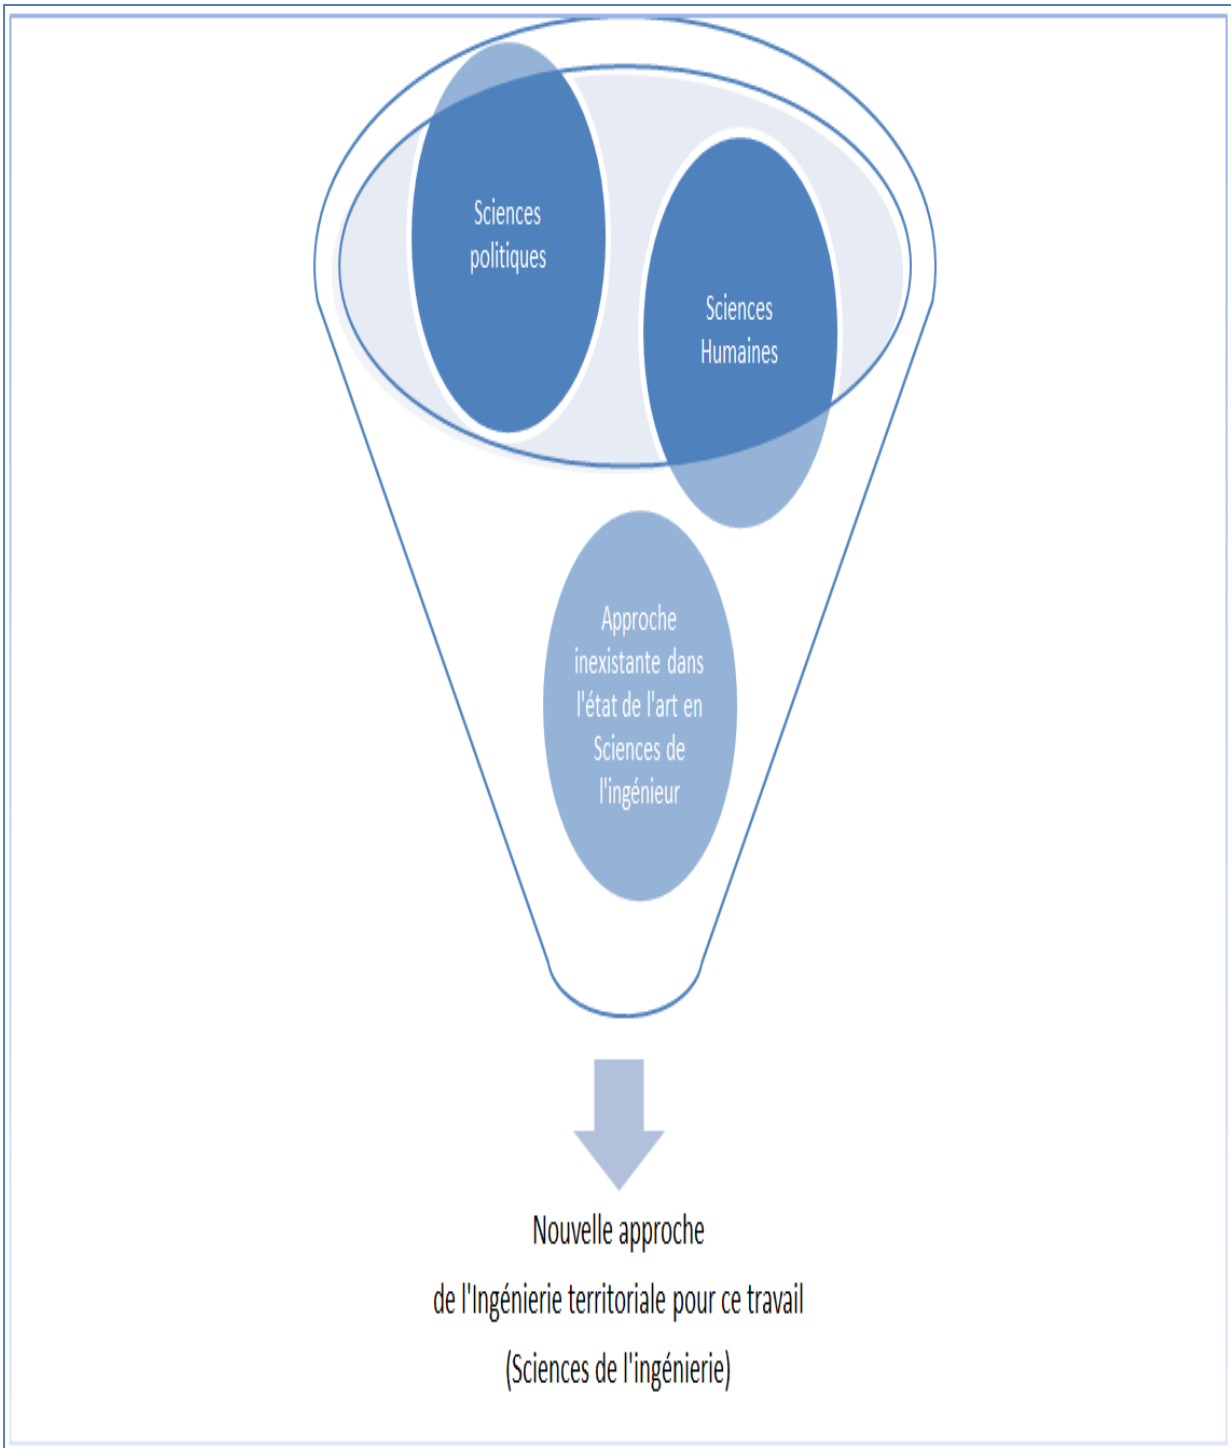 Sciences
politiques
Sciences
Humaines
Approche
inexistante dans
l'état de l'art en
Sciences de
l'ingénieur
Nouvelle approche
de l'Ingénierie territoriale pour ce travail
(Sciences de l'ingénierie)